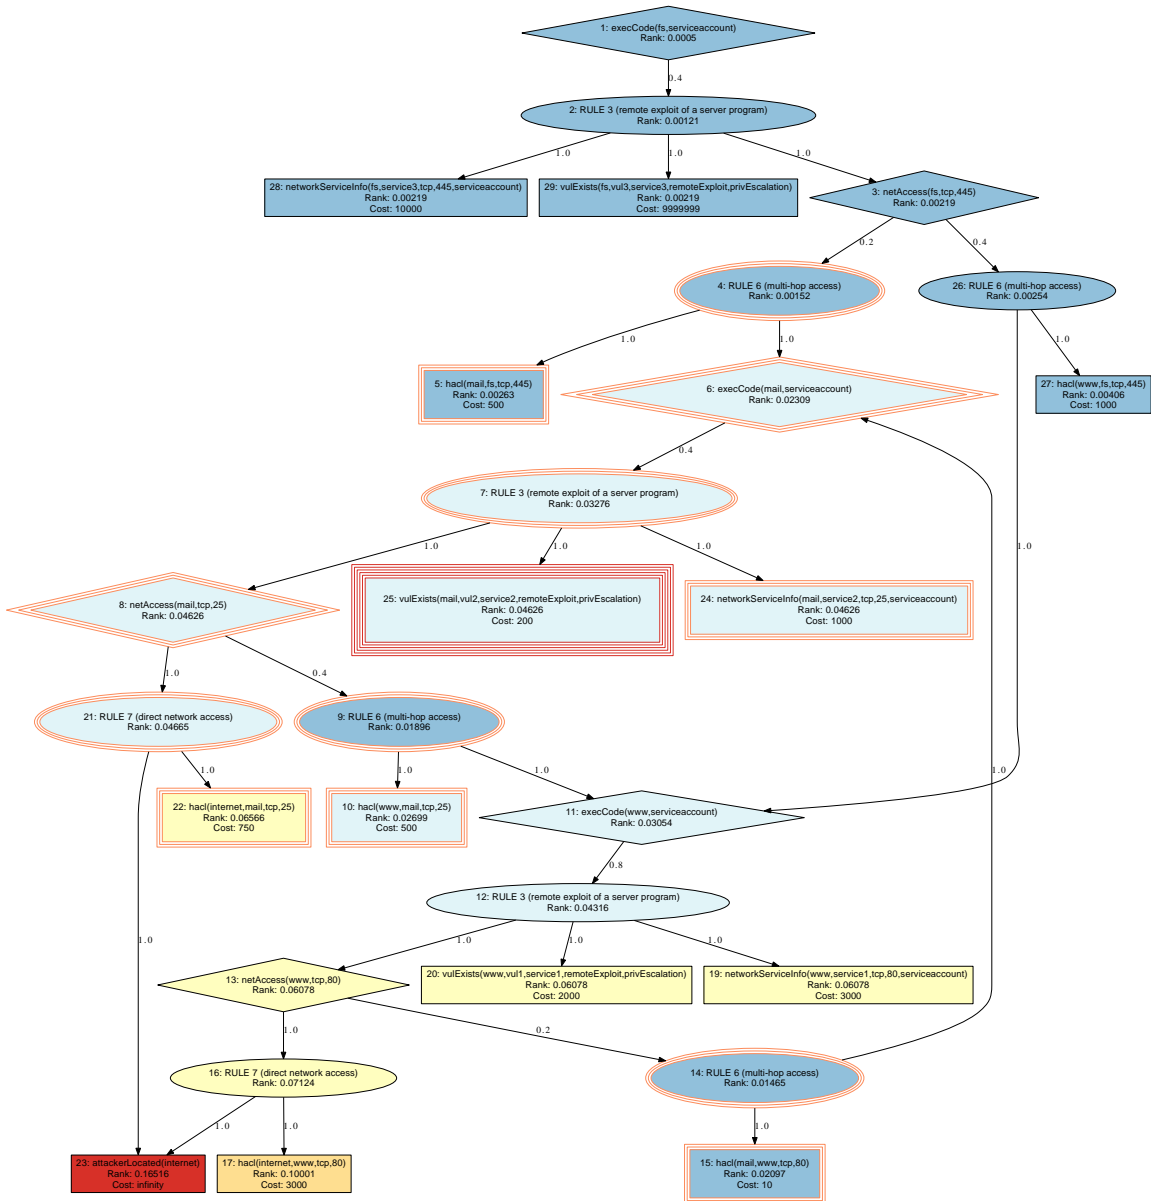 1: execCode(fs,serviceaccount)
Rank: 0.0005
0.4
2: RULE 3 (remote exploit of a server program)
Rank: 0.00121
1.0
1.0
1.0
28: networkServiceInfo(fs,service3,tcp,445,serviceaccount)
Rank: 0.00219
Cost: 10000
29: vulExists(fs,vul3,service3,remoteExploit,privEscalation)
Rank: 0.00219
Cost: 9999999
3: netAccess(fs,tcp,445)
Rank: 0.00219
0.2
0.4
4: RULE 6 (multi-hop access)
Rank: 0.00152
26: RULE 6 (multi-hop access)
Rank: 0.00254
1.0
1.0
1.0
5: hacl(mail,fs,tcp,445)
Rank: 0.00263
Cost: 500
6: execCode(mail,serviceaccount)
Rank: 0.02309
27: hacl(www,fs,tcp,445)
Rank: 0.00406
Cost: 1000
0.4
7: RULE 3 (remote exploit of a server program)
Rank: 0.03276
1.0
1.0
1.0
1.0
8: netAccess(mail,tcp,25)
Rank: 0.04626
25: vulExists(mail,vul2,service2,remoteExploit,privEscalation)
Rank: 0.04626
Cost: 200
24: networkServiceInfo(mail,service2,tcp,25,serviceaccount)
Rank: 0.04626
Cost: 1000
1.0
0.4
21: RULE 7 (direct network access)
Rank: 0.04665
9: RULE 6 (multi-hop access)
Rank: 0.01896
1.0
1.0
1.0
1.0
22: hacl(internet,mail,tcp,25)
Rank: 0.06566
Cost: 750
10: hacl(www,mail,tcp,25)
Rank: 0.02699
Cost: 500
11: execCode(www,serviceaccount)
Rank: 0.03054
0.8
12: RULE 3 (remote exploit of a server program)
Rank: 0.04316
1.0
1.0
1.0
1.0
13: netAccess(www,tcp,80)
Rank: 0.06078
20: vulExists(www,vul1,service1,remoteExploit,privEscalation)
Rank: 0.06078
Cost: 2000
19: networkServiceInfo(www,service1,tcp,80,serviceaccount)
Rank: 0.06078
Cost: 3000
1.0
0.2
16: RULE 7 (direct network access)
Rank: 0.07124
14: RULE 6 (multi-hop access)
Rank: 0.01465
1.0
1.0
1.0
23: attackerLocated(internet)
Rank: 0.16516
Cost: infinity
17: hacl(internet,www,tcp,80)
Rank: 0.10001
Cost: 3000
15: hacl(mail,www,tcp,80)
Rank: 0.02097
Cost: 10